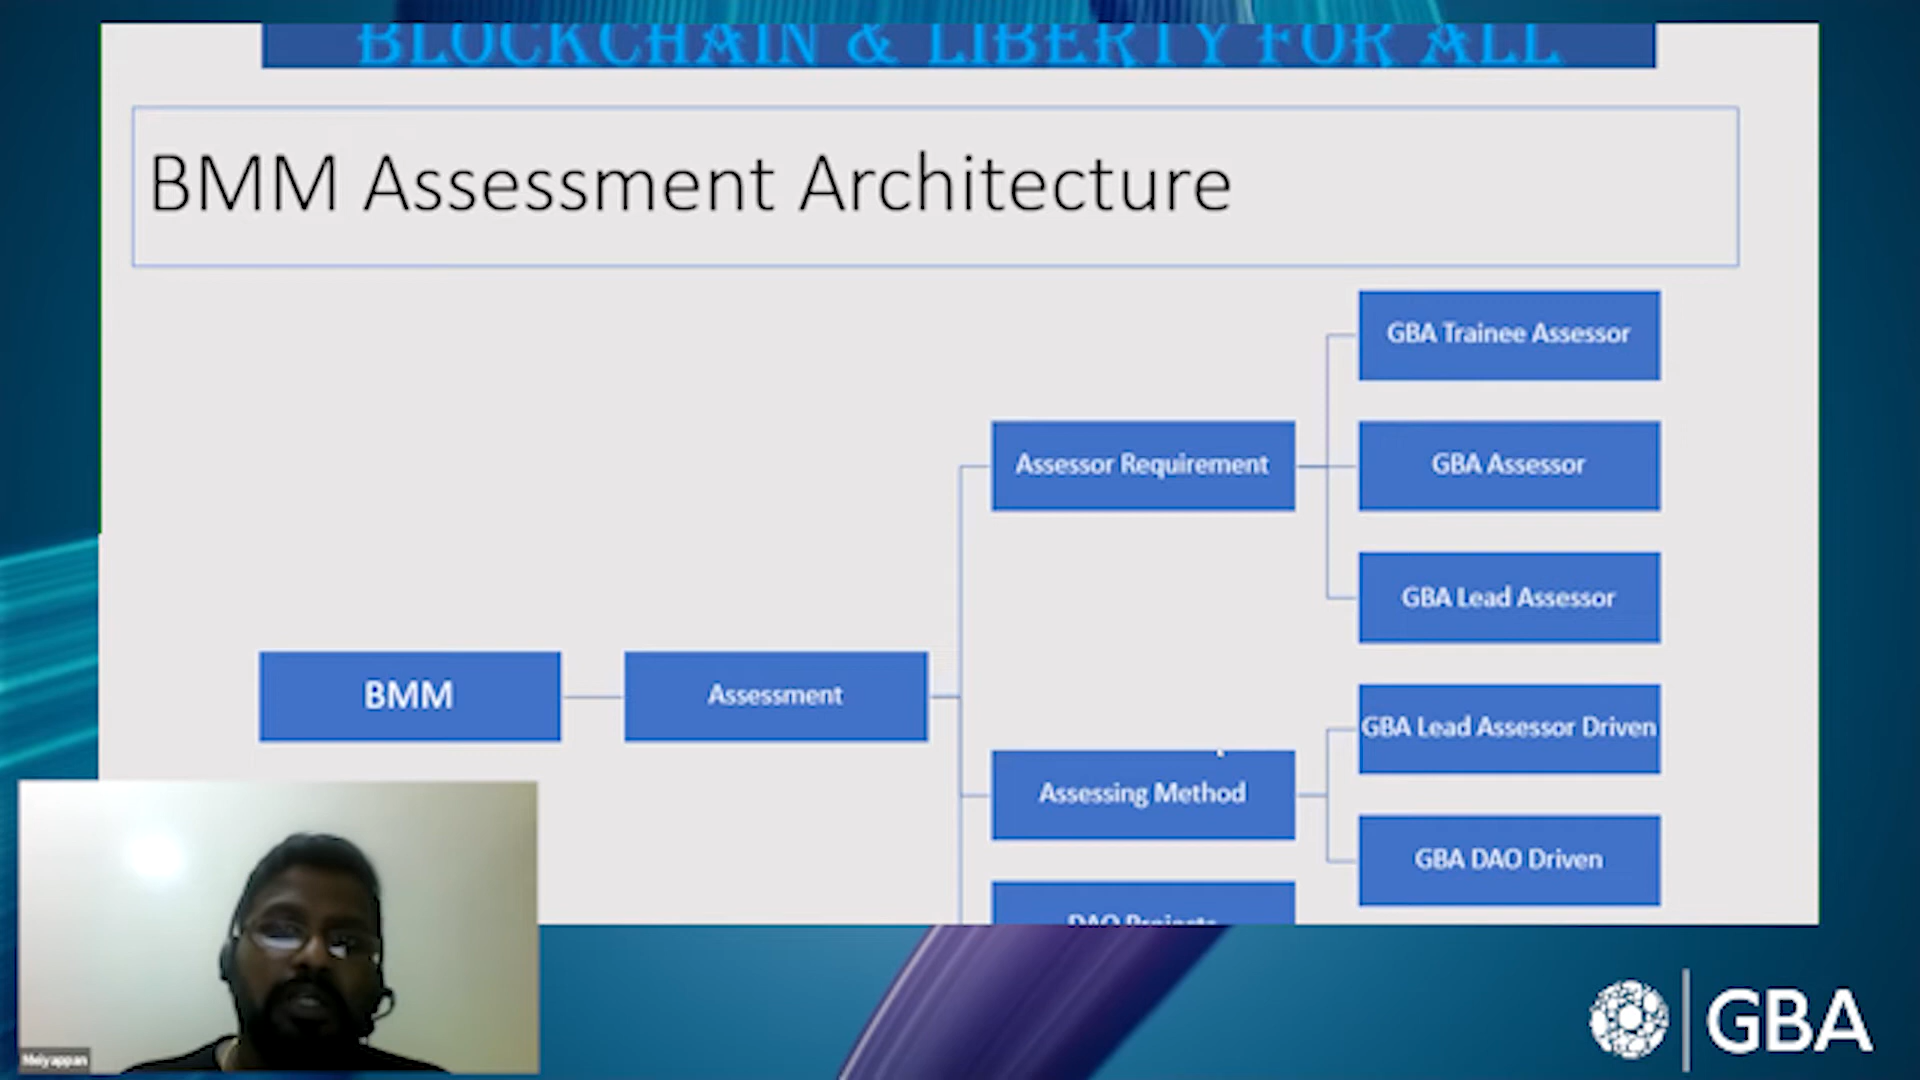 BLOCKCHAIN & LIBERTY FOR ALL
BMM Assessment Architecture
GBA Trainee Assessor
Assessor Requirement
GBA Assessor
GBA Lead Assessor
BMM
Assessment
GBA Lead Assessor Driven
Assessing Method
GBA DAO Driven
DAO Projects
Meiyappan
GBA